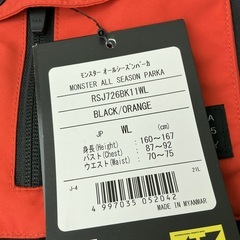 モンスター オールシーズンパーカ
MONSTER ALL SEASON PARKA
RSJ726BK11WL
BLACK/ORANGE
JP WL
身長(Height) : 160〜167
バスト(Chest) : 87〜92
ウエスト(Waist) : 70〜75
J-4
21L
4 997035 052042
MADE IN MYANMAR